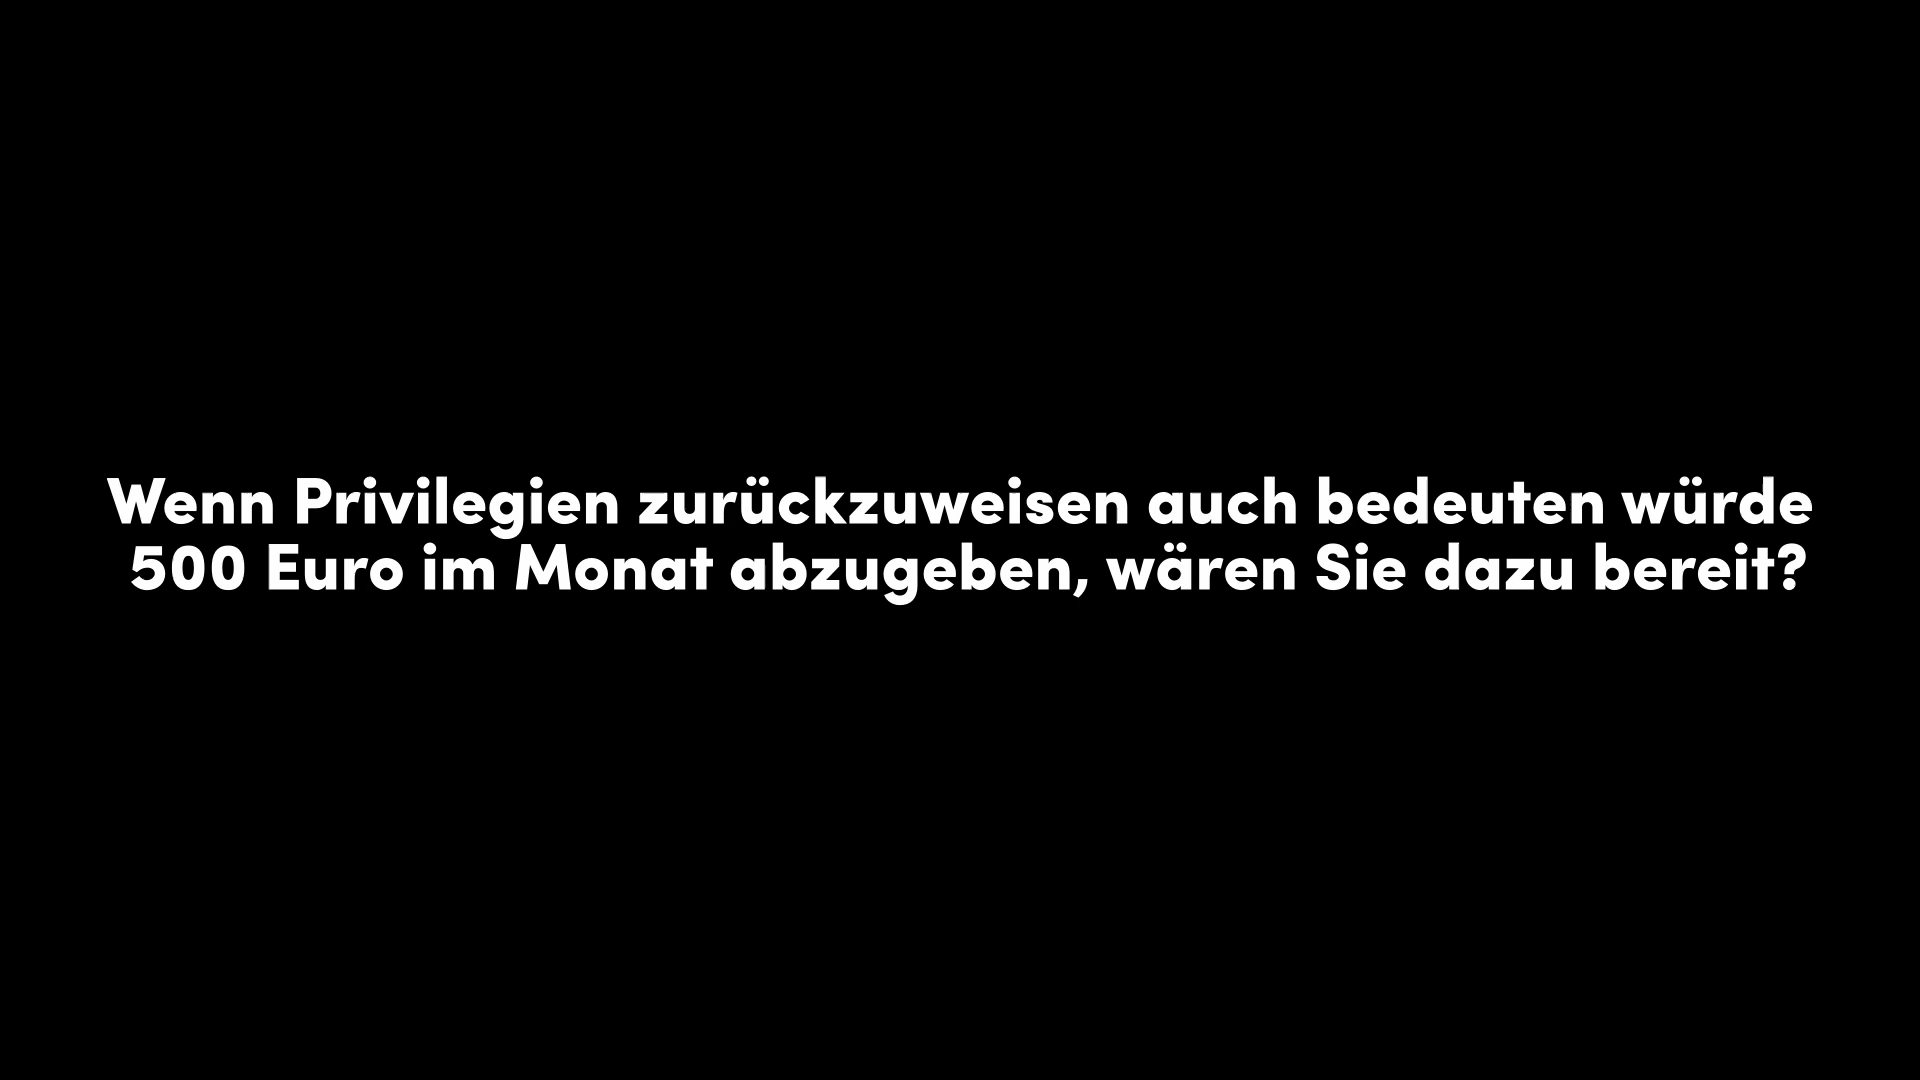 Wenn Privilegien zurückzuweisen auch bedeuten würde
500 Euro im Monat abzugeben, wären Sie dazu bereit?